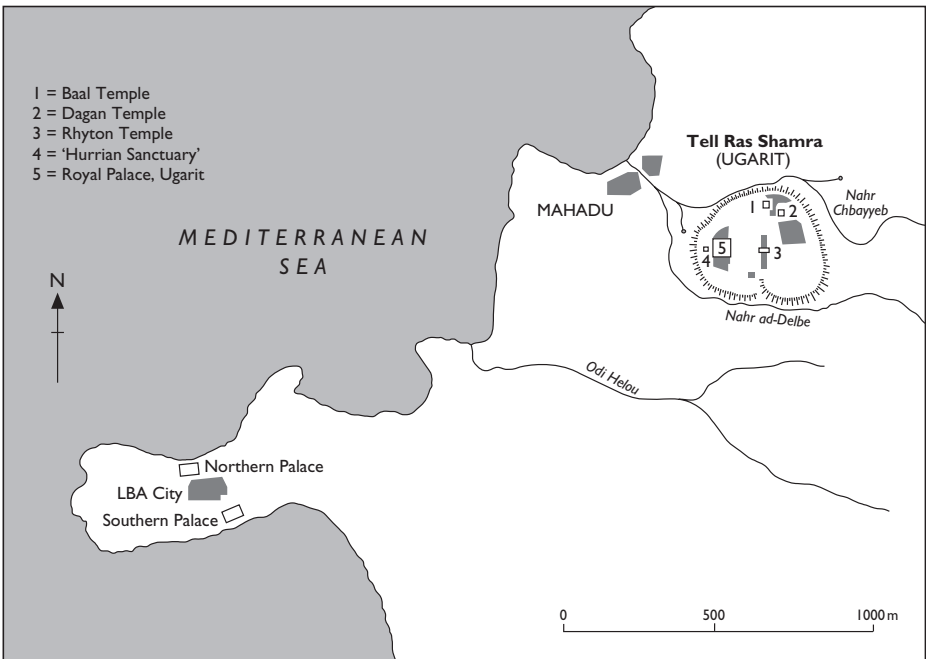 1 = Baal Temple
2 = Dagan Temple
3 = Rhyton Temple
4 = ‘Hurrian Sanctuary’
5 = Royal Palace, Ugarit
Tell Ras Shamra
(UGARIT)
MAHADU
1
2
3
4
5
Nahr
Chbayyeb
Nahr ad-Delbe
MEDITERRANEAN
SEA
N
Odi Helou
Northern Palace
LBA City
Southern Palace
0 500 1000 m